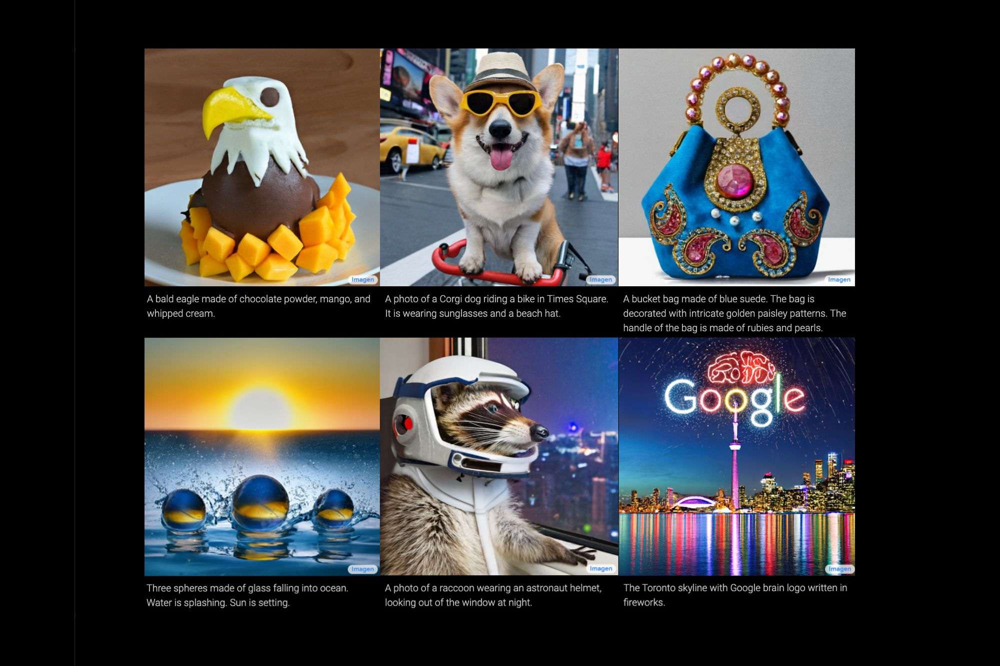 Imagen
Imagen
Imagen
A bald eagle made of chocolate powder, mango, and
whipped cream.
A photo of a Corgi dog riding a bike in Times Square.
It is wearing sunglasses and a beach hat.
A bucket bag made of blue suede. The bag is
decorated with intricate golden paisley patterns. The
handle of the bag is made of rubies and pearls.
Google
Imagen
Imagen
Imagen
Three spheres made of glass falling into ocean.
Water is splashing. Sun is setting.
A photo of a raccoon wearing an astronaut helmet,
looking out of the window at night.
The Toronto skyline with Google brain logo written in
fireworks.